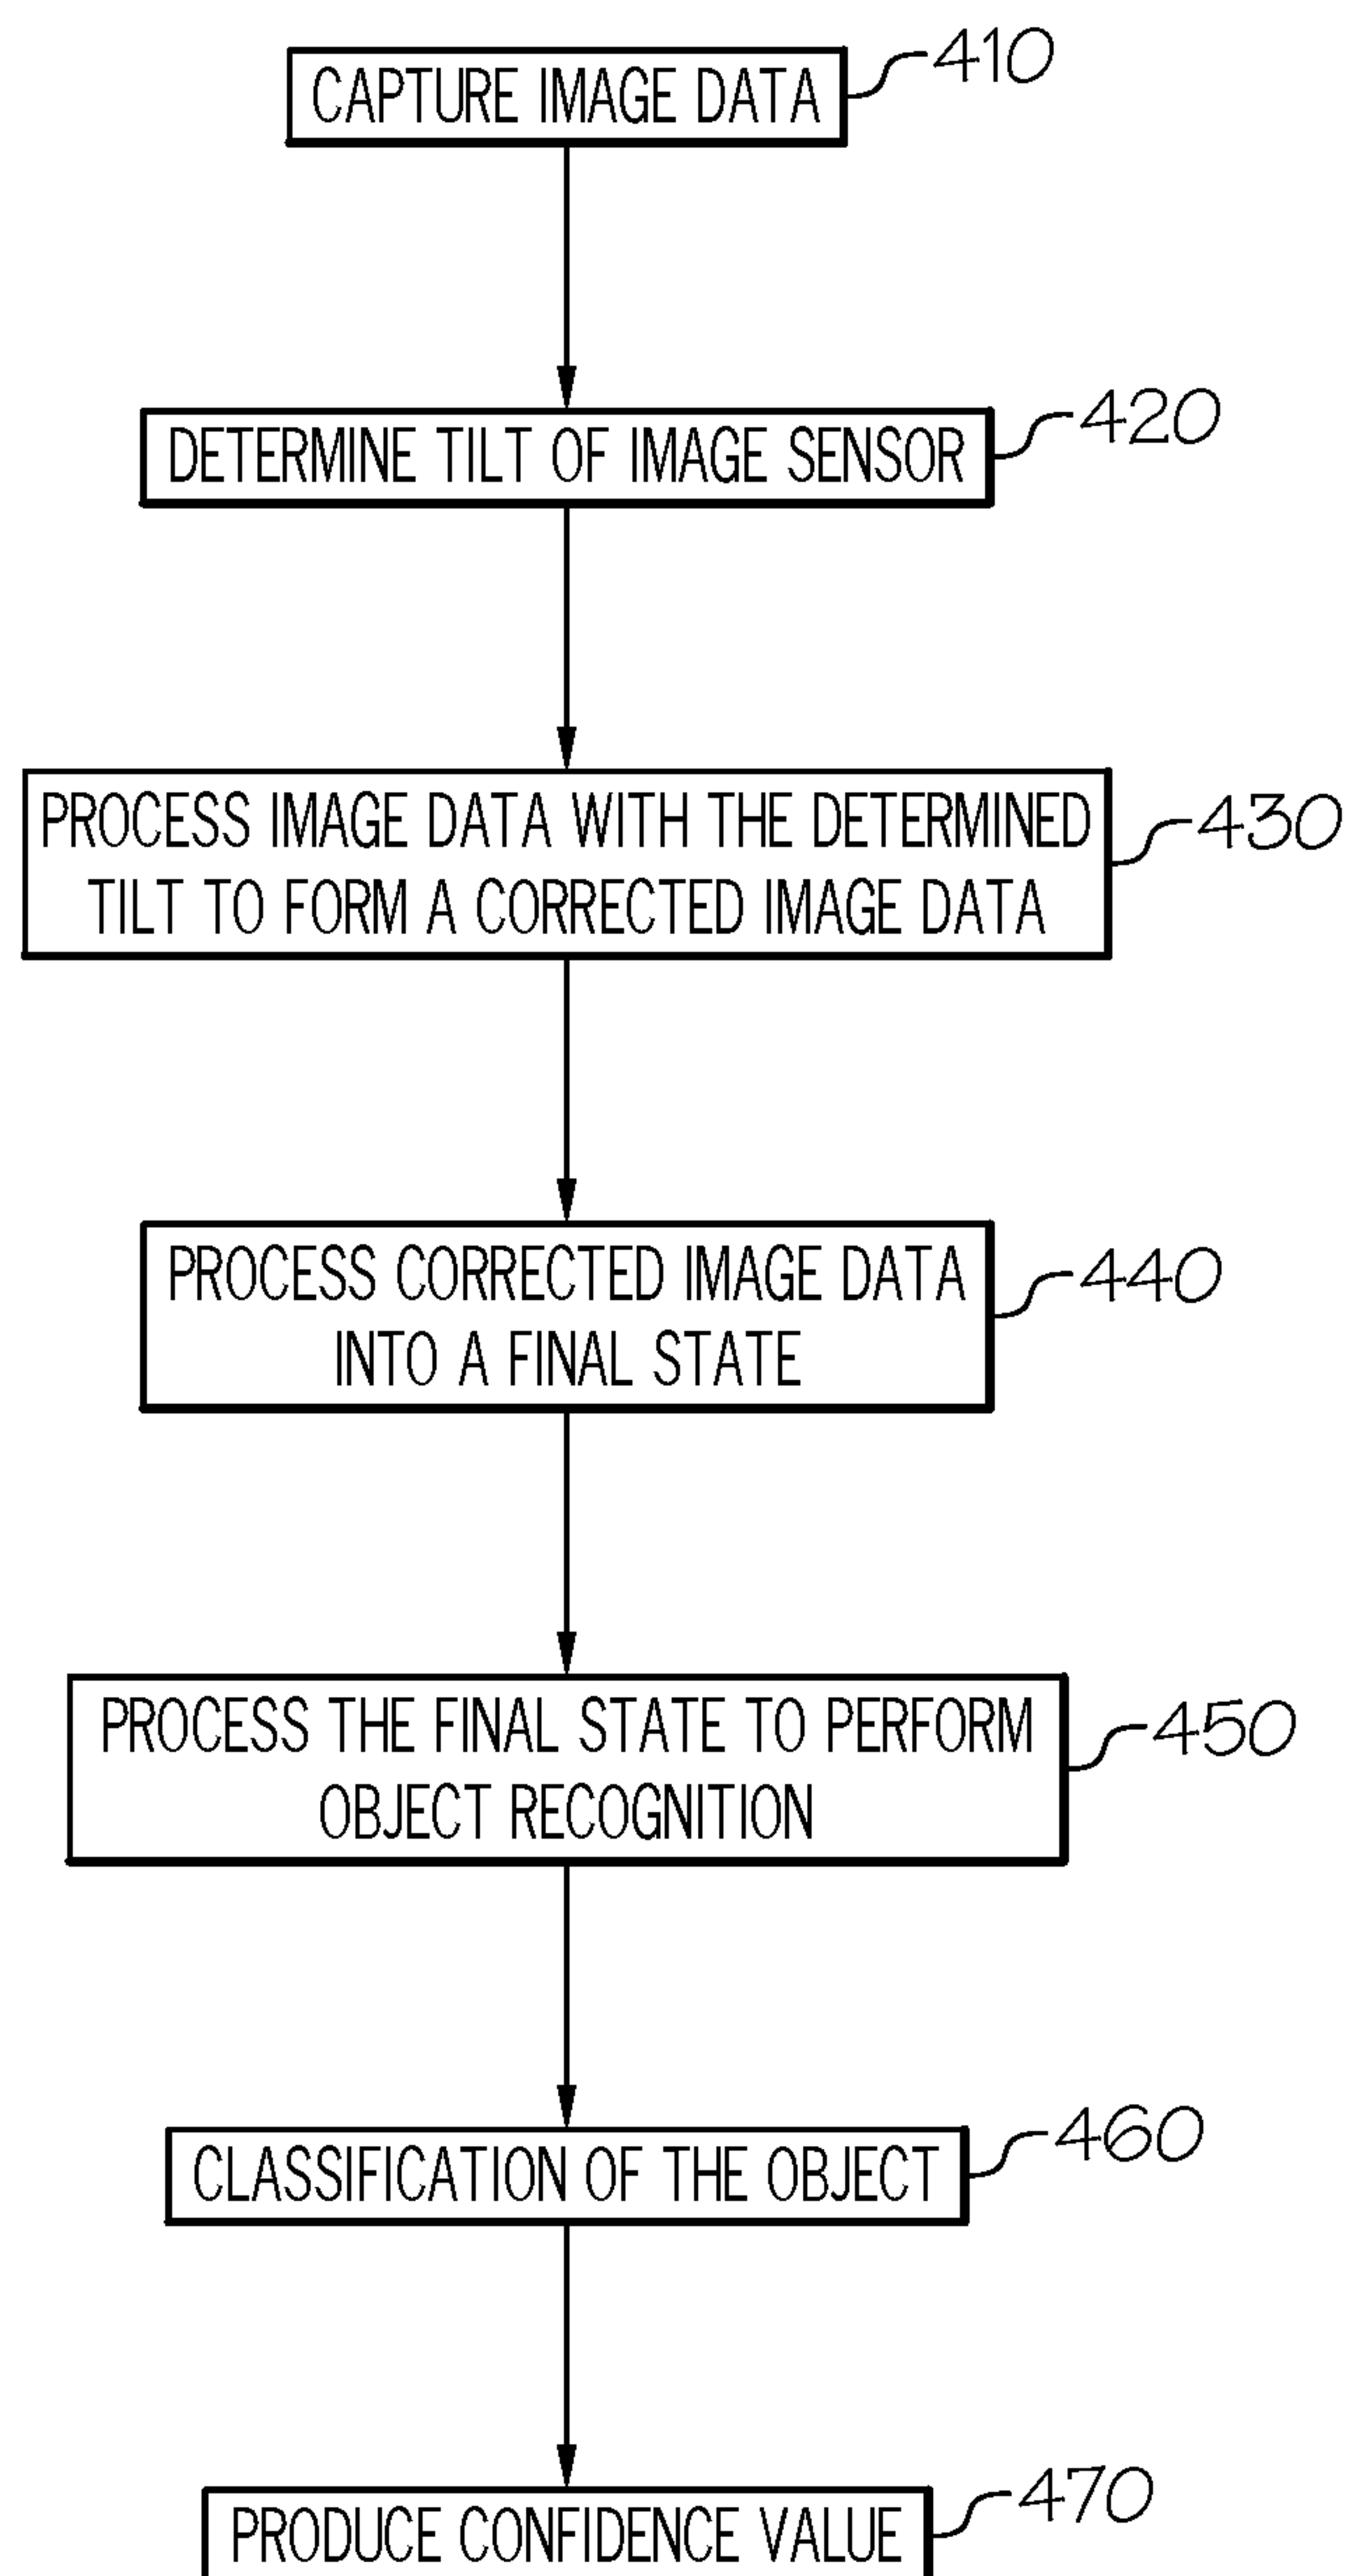 CAPTURE IMAGE DATA
410
DETERMINE TILT OF IMAGE SENSOR
420
PROCESS IMAGE DATA WITH THE DETERMINED
TILT TO FORM A CORRECTED IMAGE DATA
430
PROCESS CORRECTED IMAGE DATA
INTO A FINAL STATE
440
PROCESS THE FINAL STATE TO PERFORM
OBJECT RECOGNITION
450
CLASSIFICATION OF THE OBJECT
460
PRODUCE CONFIDENCE VALUE
470